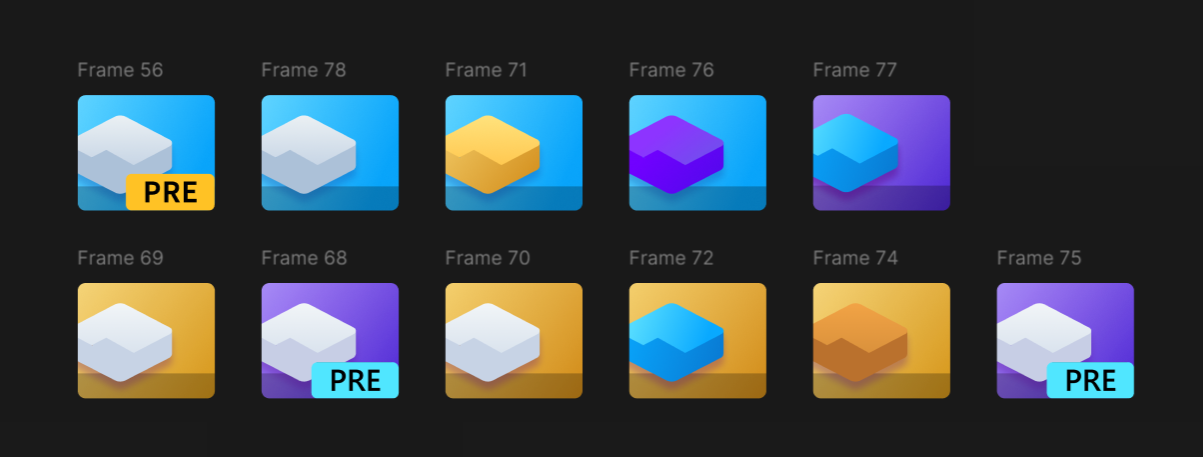 Frame 56
Frame 78
Frame 71
Frame 76
Frame 77
PRE
Frame 69
Frame 68
Frame 70
Frame 72
Frame 74
Frame 75
PRE
PRE